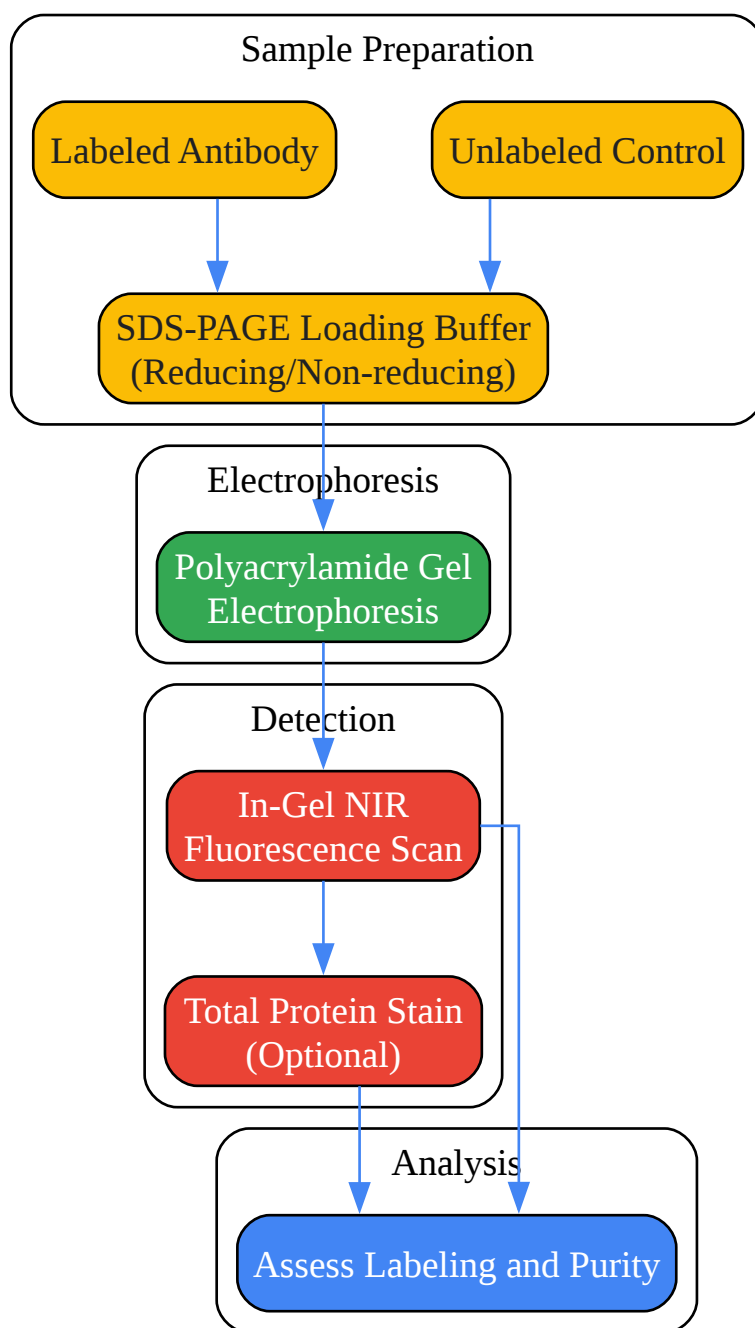 Sample Preparation
Labeled Antibody
Unlabeled Control
SDS-PAGE Loading Buffer
(Reducing/Non-reducing)
Electrophoresis
Polyacrylamide Gel
Electrophoresis
Detection
In-Gel NIR
Fluorescence Scan
Total Protein Stain
(Optional)
Analysis
Assess Labeling and Purity